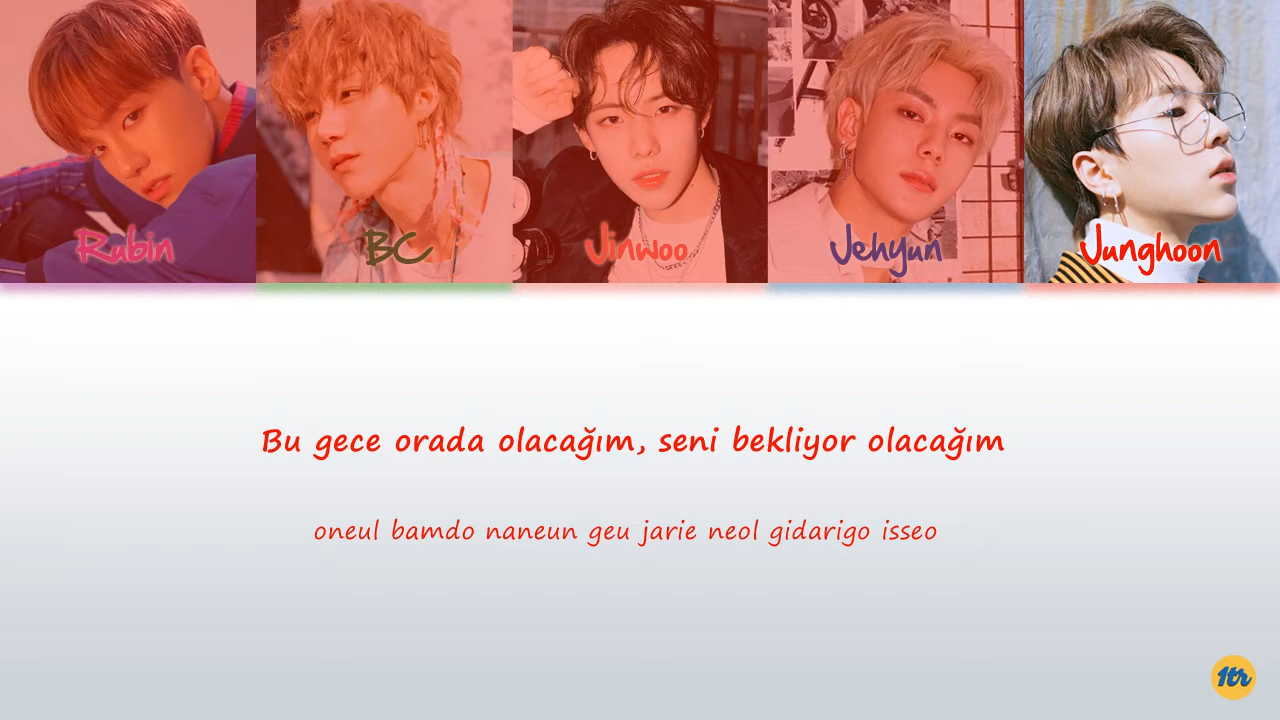 Rubin
BC
Jinwoo
Jehyun
Junghoon
Bu gece orada olacağım, seni bekliyor olacağım
oneul bamdo naneun geu jarie neol gidarigo isseo
1tr